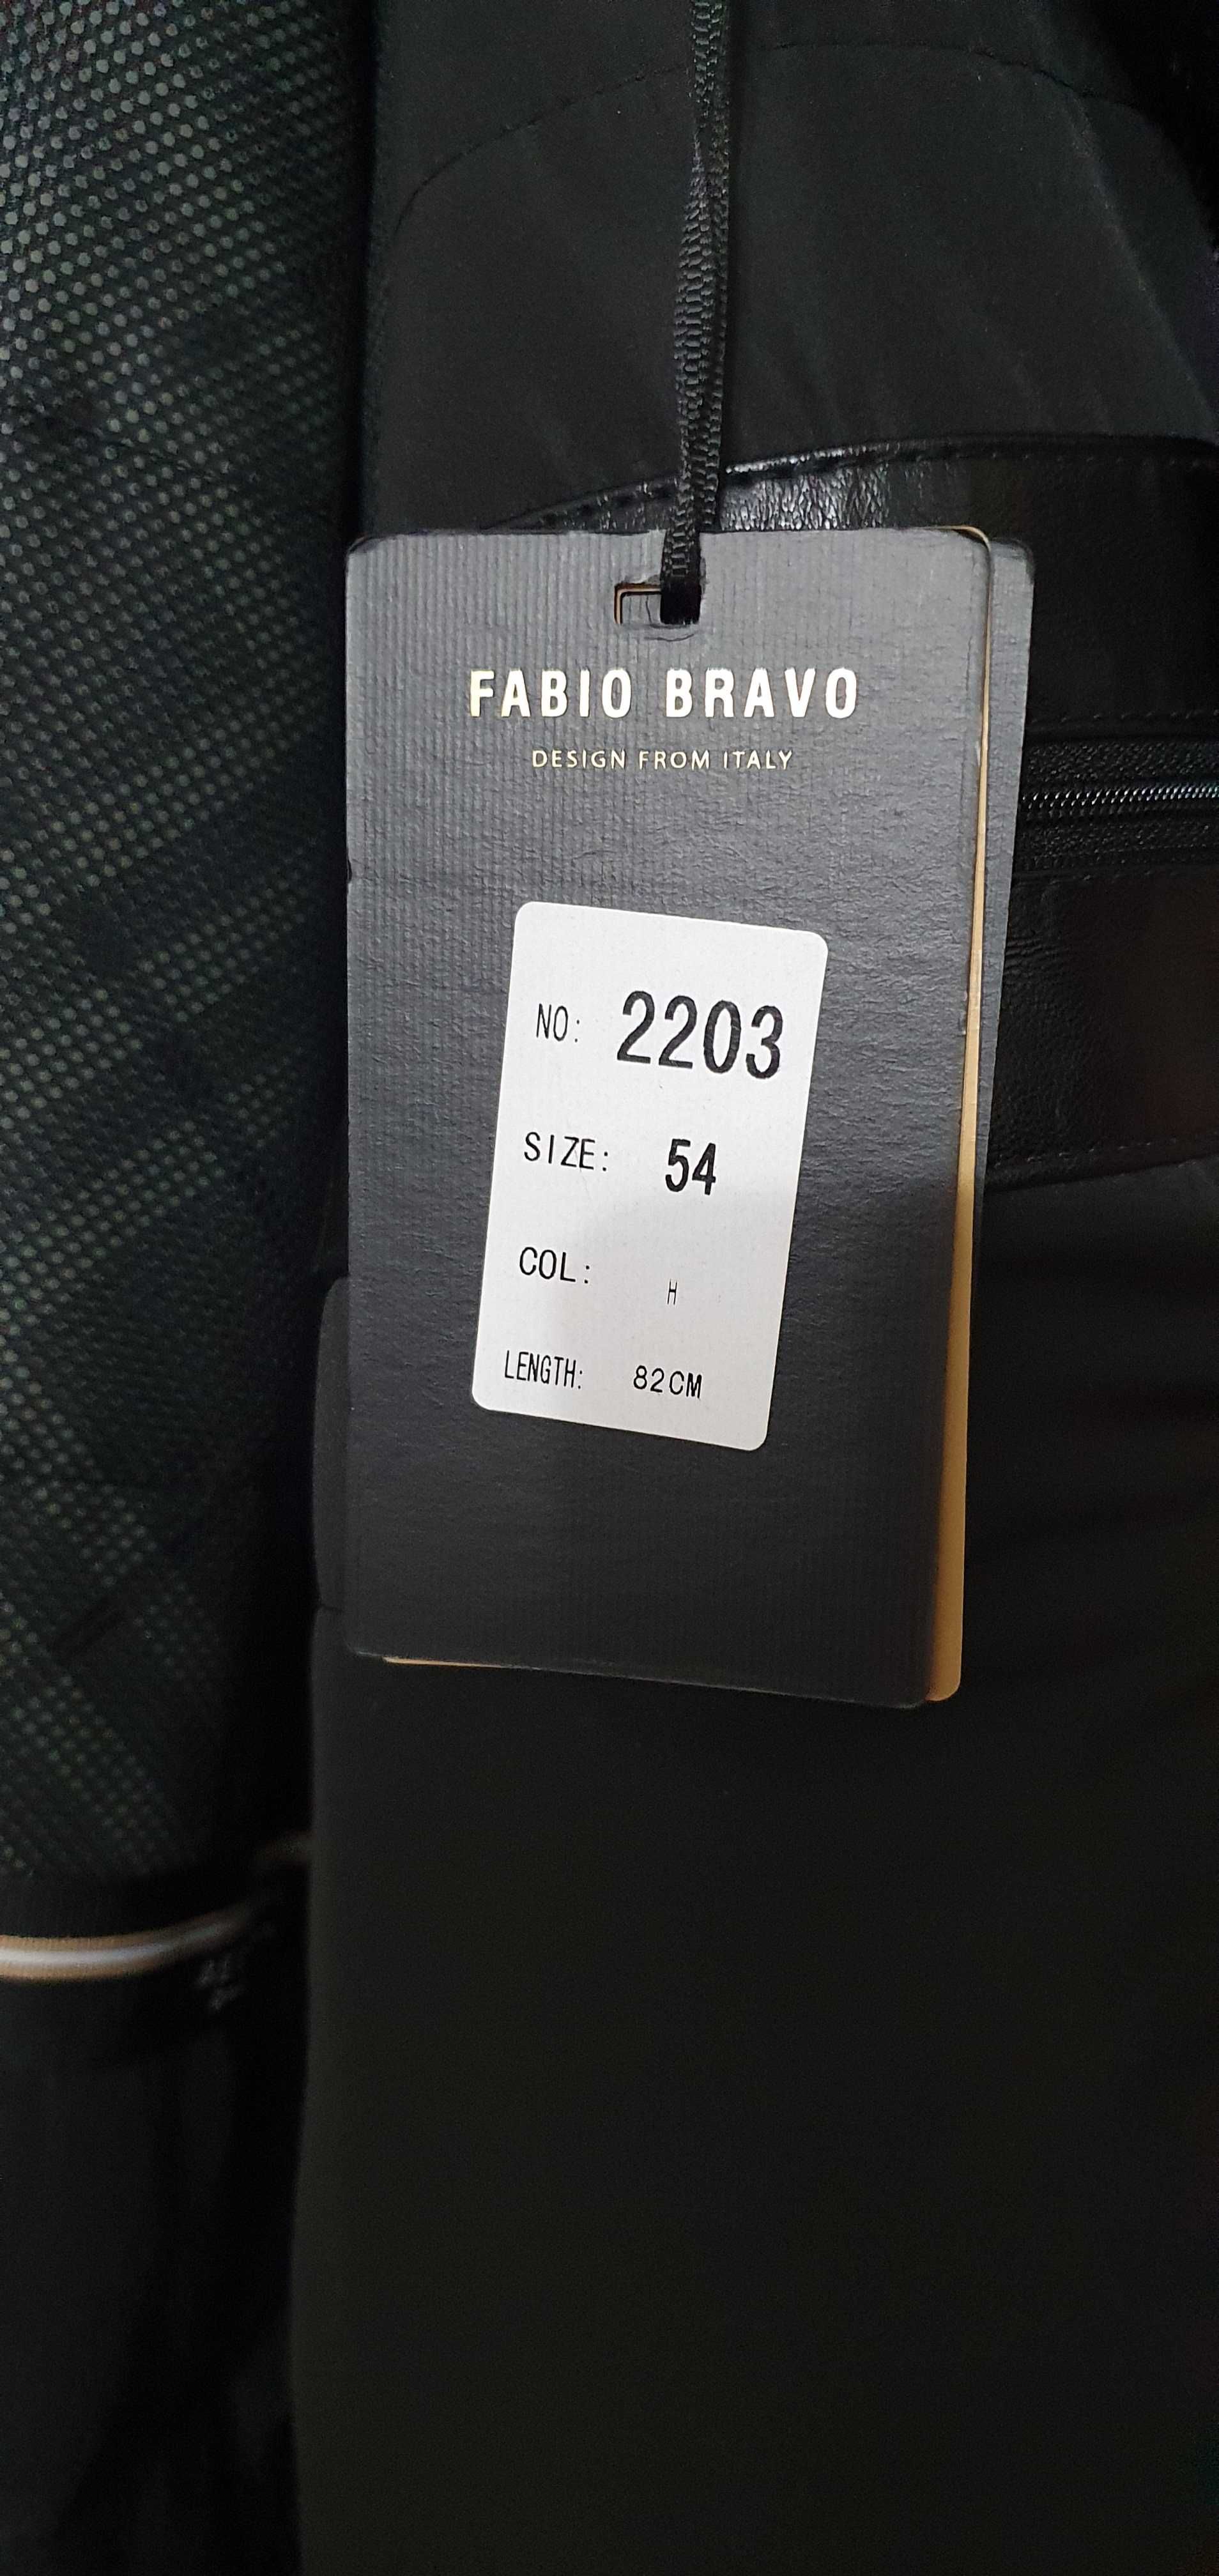 FABIO BRAVO
DESIGN FROM ITALY
NO: 2203
SIZE: 54
COL: H
LENGTH: 82CM